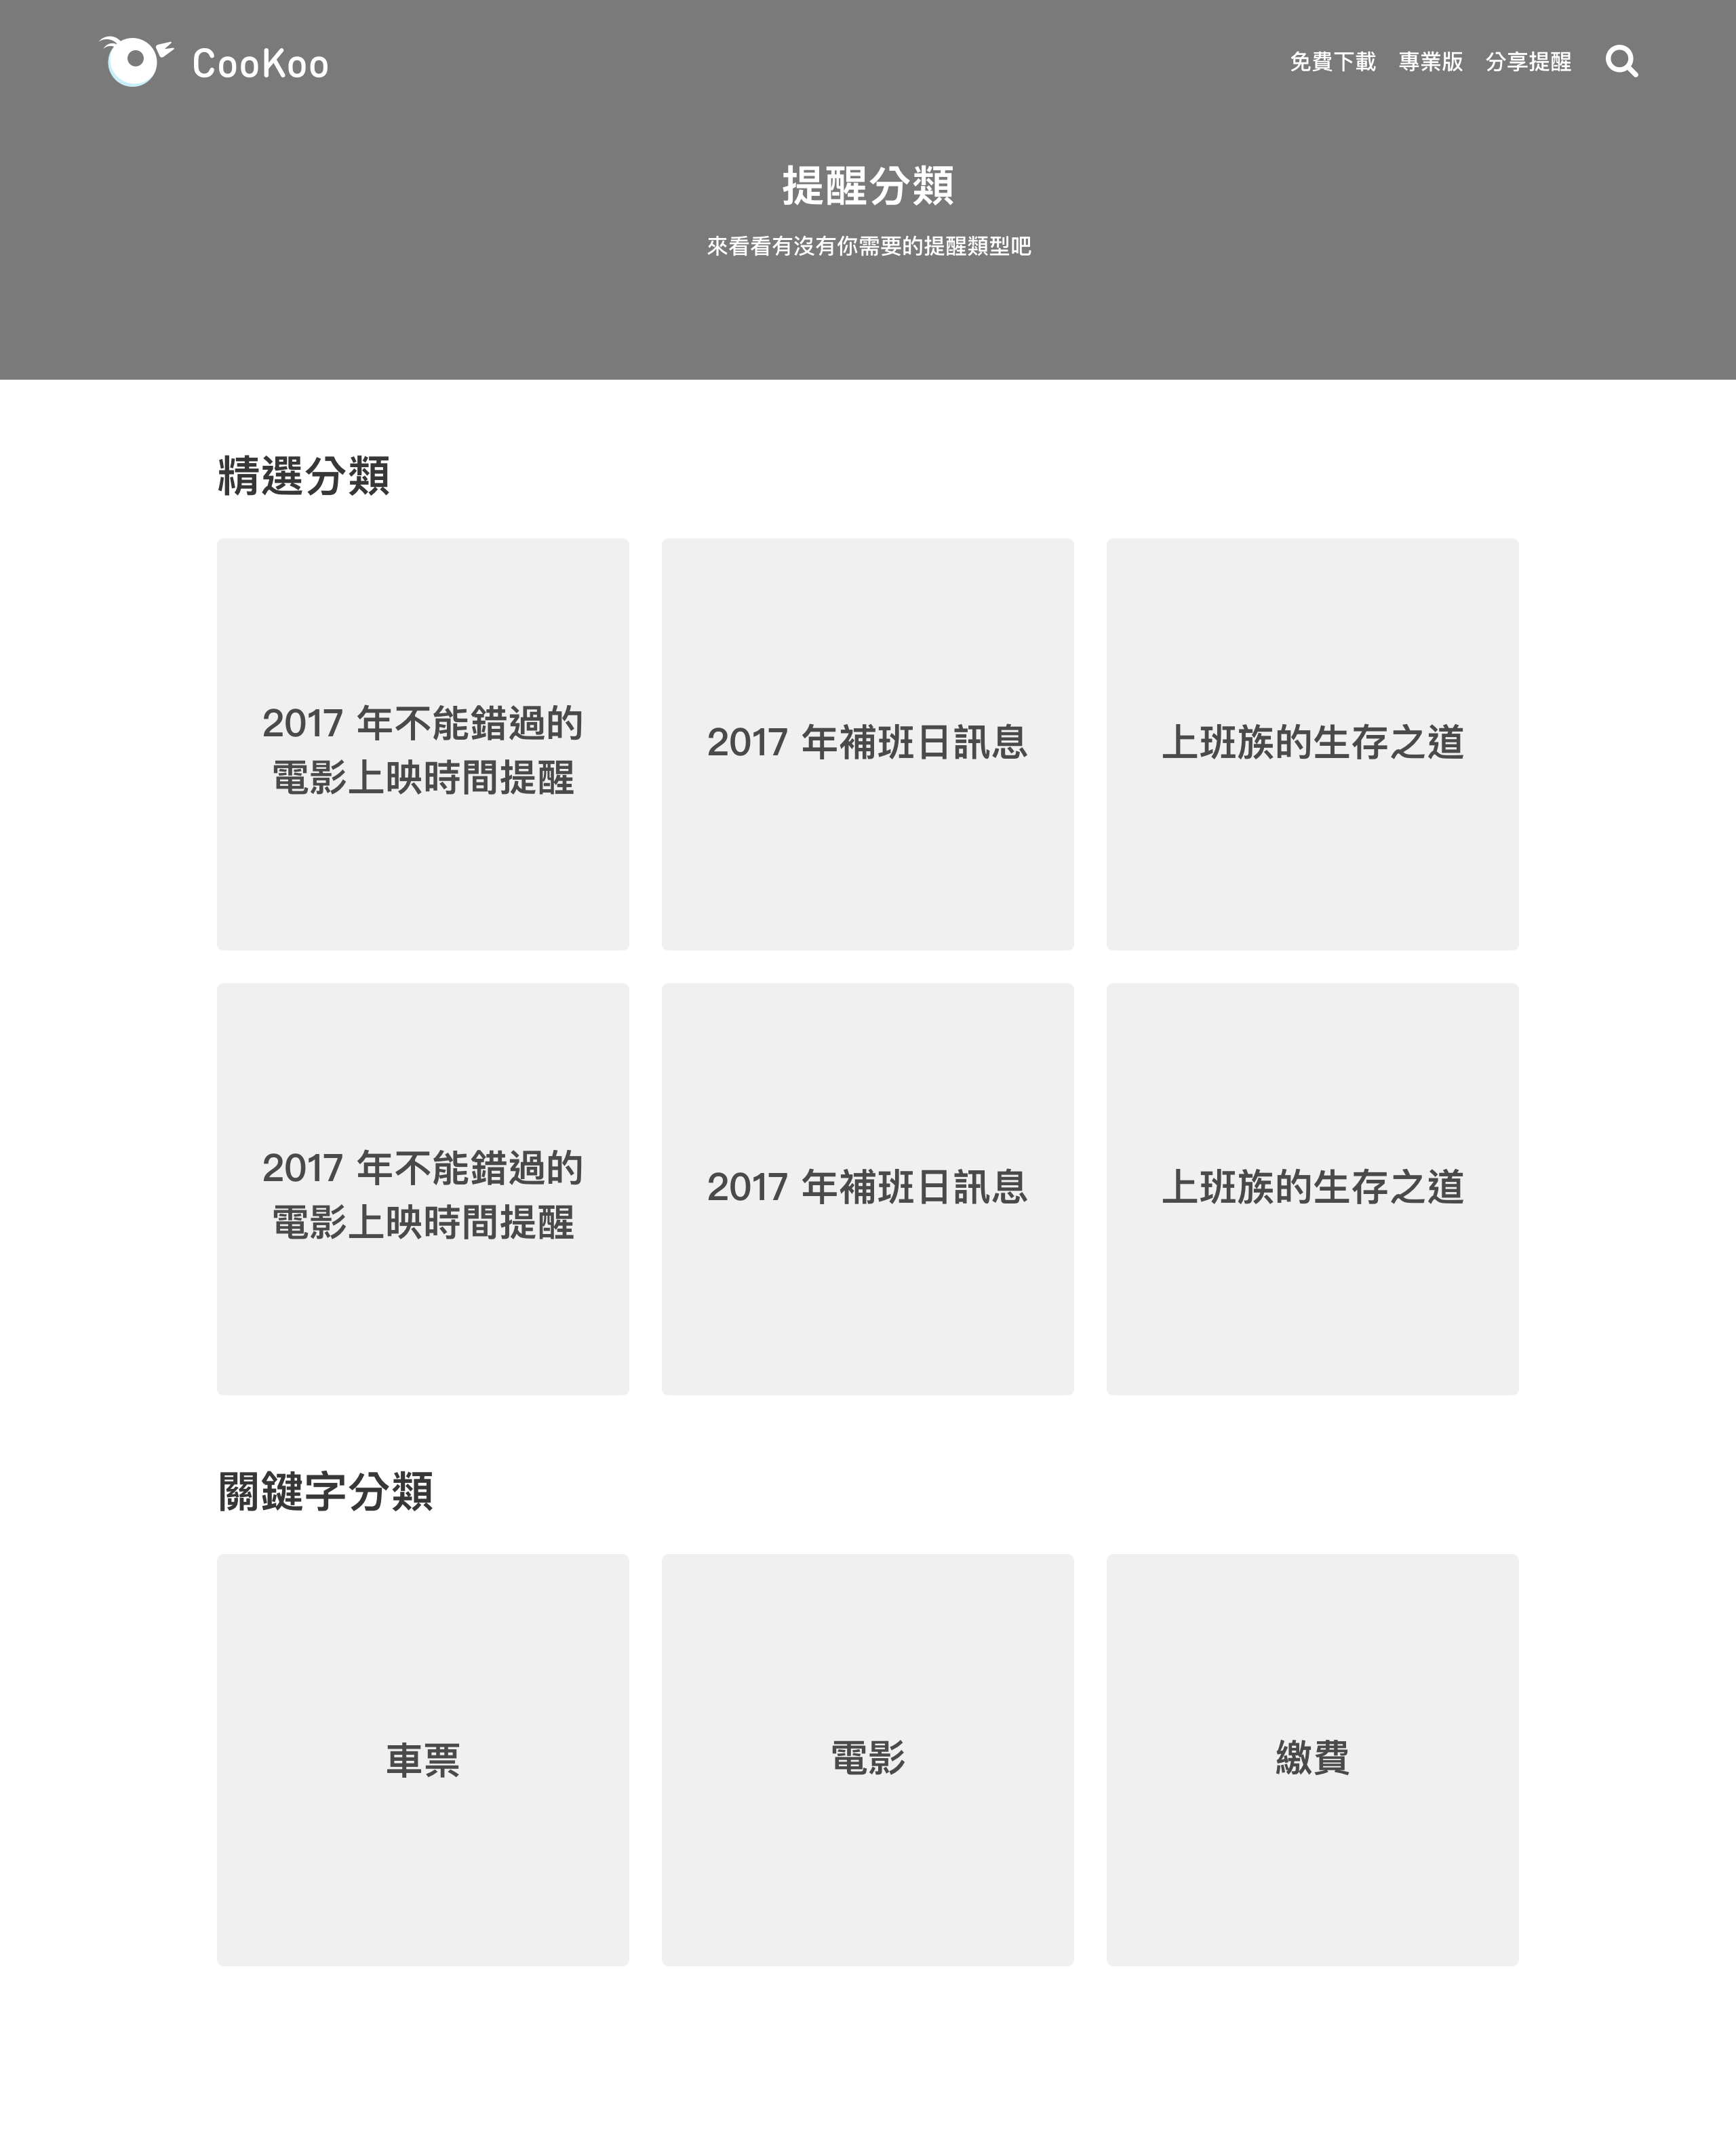 CooKoo
免費下載 專業版 分享提醒
提醒分類
來看看有沒有你需要的提醒類型吧
精選分類
2017 年不能錯過的
電影上映時間提醒
2017 年補班日訊息
上班族的生存之道
2017 年不能錯過的
電影上映時間提醒
2017 年補班日訊息
上班族的生存之道
關鍵字分類
車票
電影
繳費